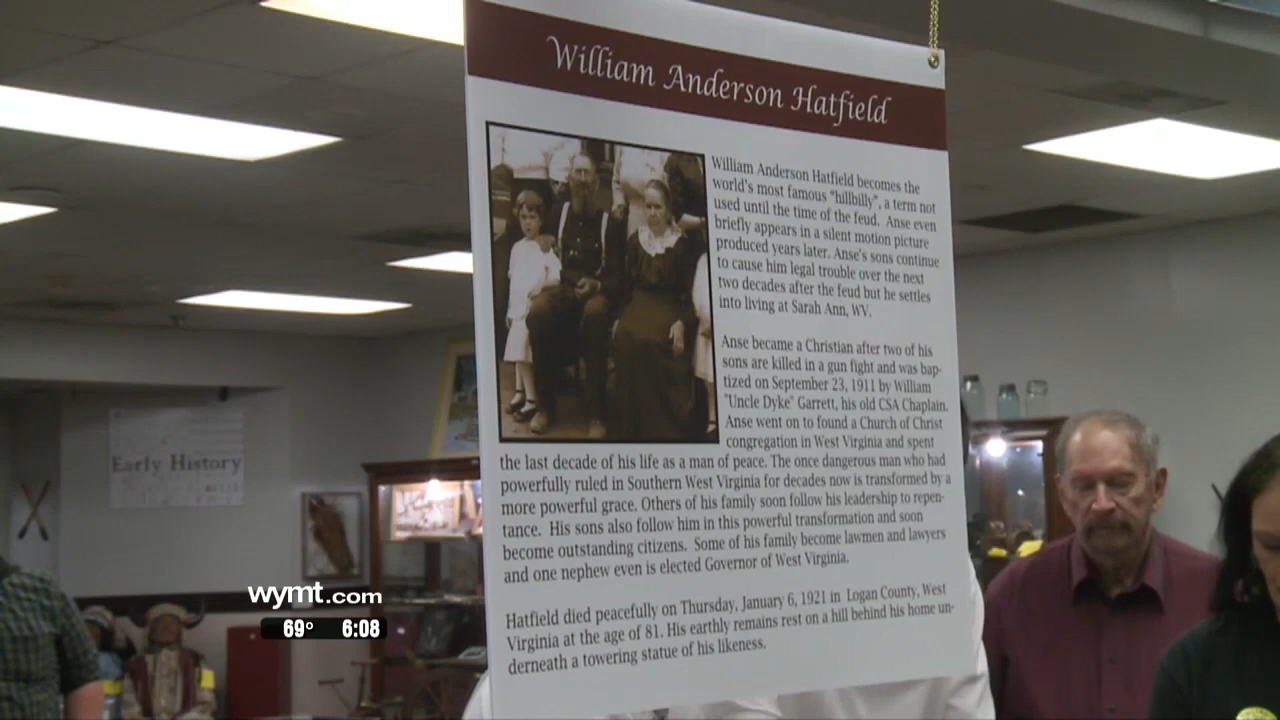 William Anderson Hatfield
William Anderson Hatfield becomes the
world's most famous "hillbilly", a term not
used until the time of the feud. Anse even
briefly appears in a silent motion picture
produced years later. Anse's sons continue
to cause him legal trouble over the next
two decades after the feud but he settles
into living at Sarah Ann, WV.
Anse became a Christian after two of his
sons are killed in a gun fight and was bap-
tized on September 23, 1911 by William
"Uncle Dyke" Garrett, his old CSA Chaplain.
Anse went on to found a Church of Christ
congregation in West Virginia and spent
the last decade of his life as a man of peace. The once dangerous man who had
powerfully ruled in Southern West Virginia for decades now is transformed by a
more powerful grace. Others of his family soon follow his leadership to repen-
tance. His sons also follow him in this powerful transformation and soon
become outstanding citizens. Some of his family become lawmen and lawyers
and one nephew even is elected Governor of West Virginia.
Hatfield died peacefully on Thursday, January 6, 1921 in Logan County, West
Virginia at the age of 81. His earthly remains rest on a hill behind his home un-
derneath a towering statue of his likeness.
Early History
wymt.com
69° 6:08